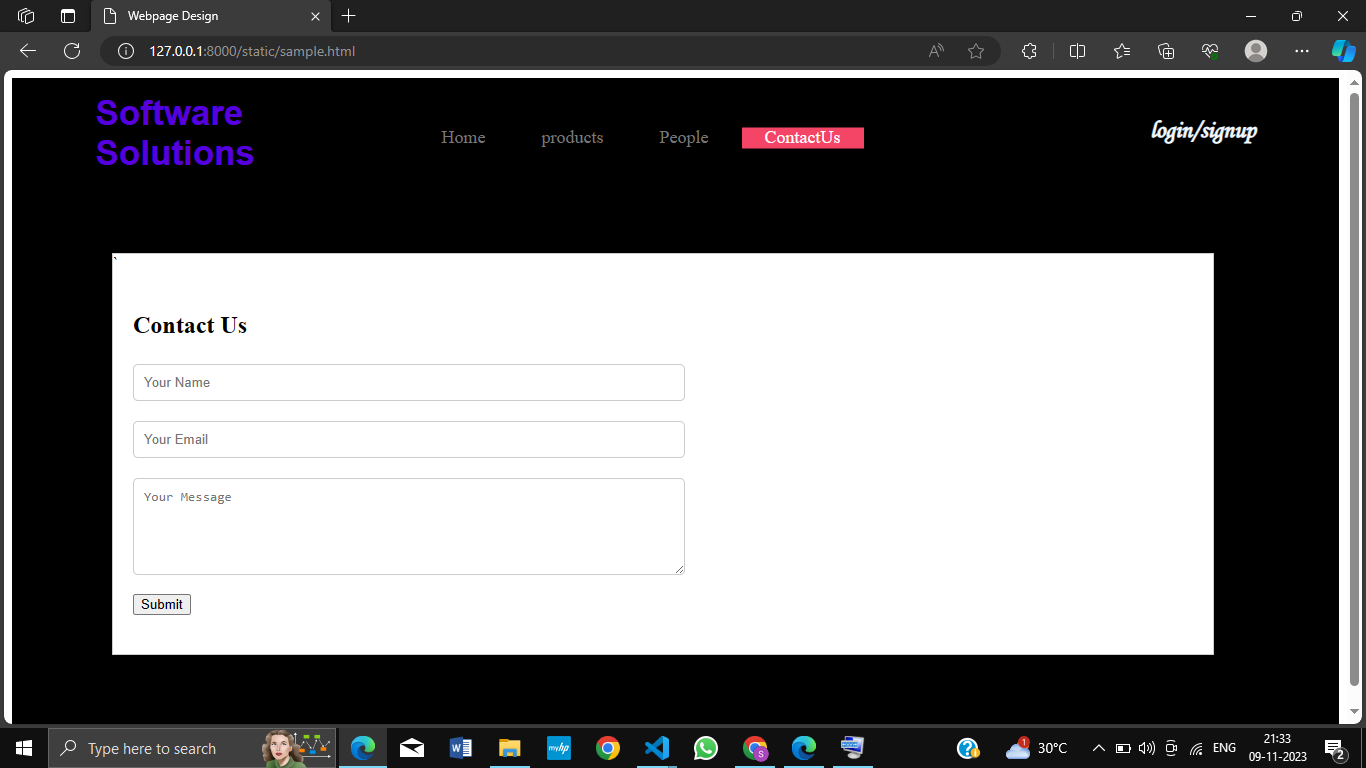 Webpage Design
127.0.0.1:8000/static/sample.html
Software
Solutions
Home products People ContactUs
login/signup
`
Contact Us
Your Name
Your Email
Your Message
Submit
Type here to search
myhp
S
1
30°C
ENG
21:33
09-11-2023
2